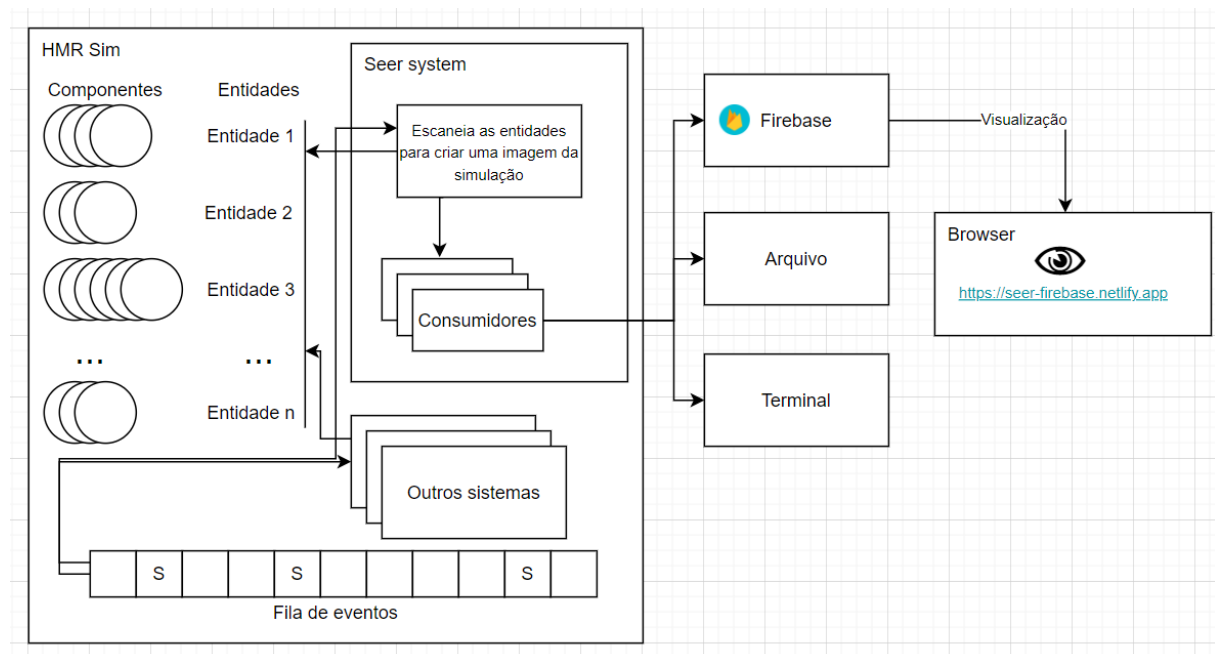 HMR Sim
Componentes
Entidades
Entidade 1
Entidade 2
Entidade 3
...
...
Entidade n
Seer system
Escaneia as entidades
para criar uma imagem da
simulação
Consumidores
Outros sistemas
S
S
S
Fila de eventos
Firebase
Visualização
Arquivo
Terminal
Browser
https://seer-firebase.netlify.app